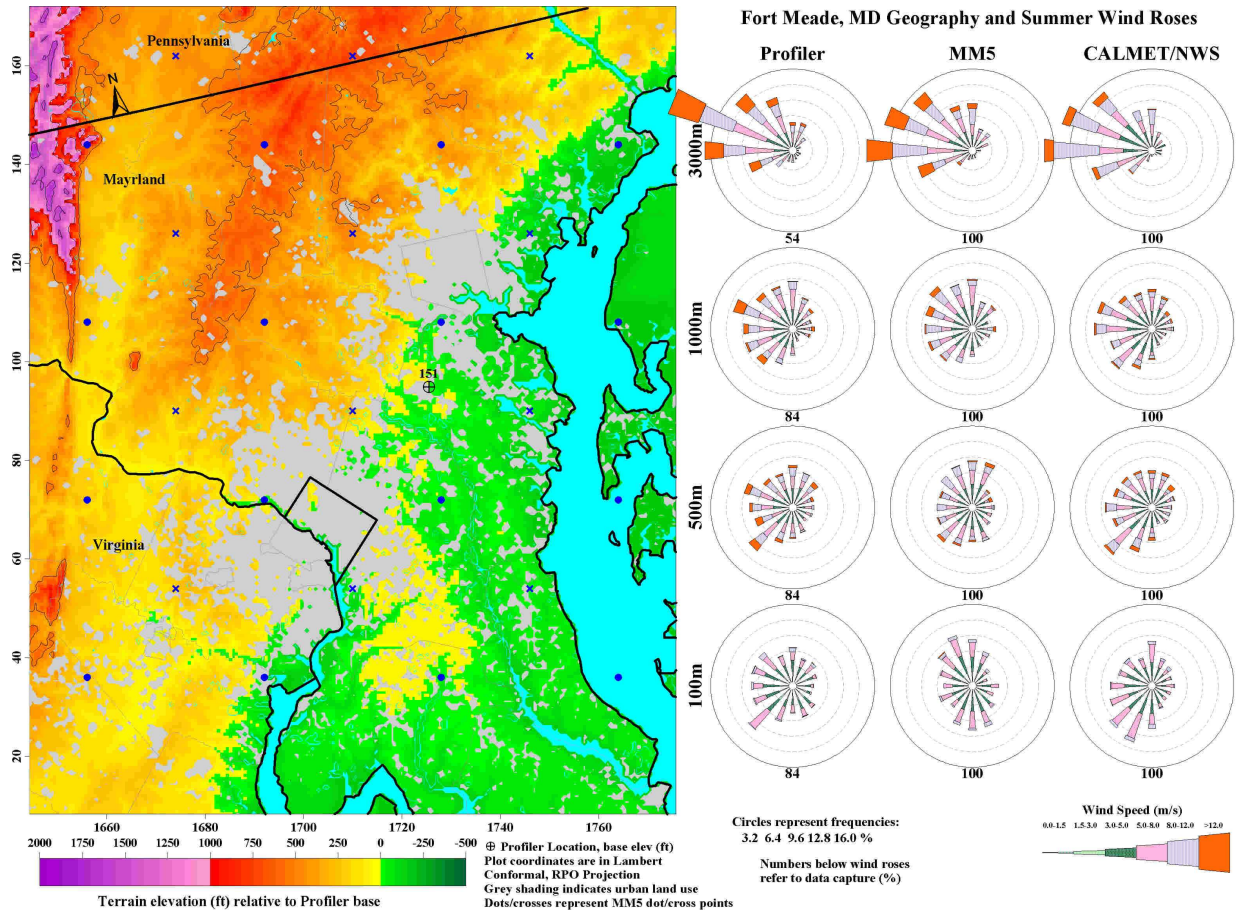 Fort Meade, MD Geography and Summer Wind Roses
Pennsylvania
N
Mayrland
151
Virginia
160
140
120
100
80
60
40
20
1660
1680
1700
1720
1740
1760
2000 1750 1500 1250 1000 750 500 250 0 -250 -500
Terrain elevation (ft) relative to Profiler base
⊕ Profiler Location, base elev (ft)
Plot coordinates are in Lambert
Conformal, RPO Projection
Grey shading indicates urban land use
Dots/crosses represent MM5 dot/cross points
Profiler MM5 CALMET/NWS
3000m
54 100 100
1000m
84 100 100
500m
84 100 100
100m
84 100 100
Circles represent frequencies:
3.2 6.4 9.6 12.8 16.0 %
Numbers below wind roses
refer to data capture (%)
Wind Speed (m/s)
0.0-1.5 1.5-3.0 3.0-5.0 5.0-8.0 8.0-12.0 >12.0